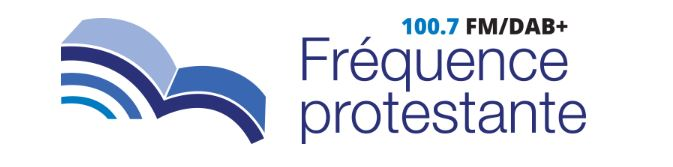 100.7 FM/DAB+
Fréquence
protestante